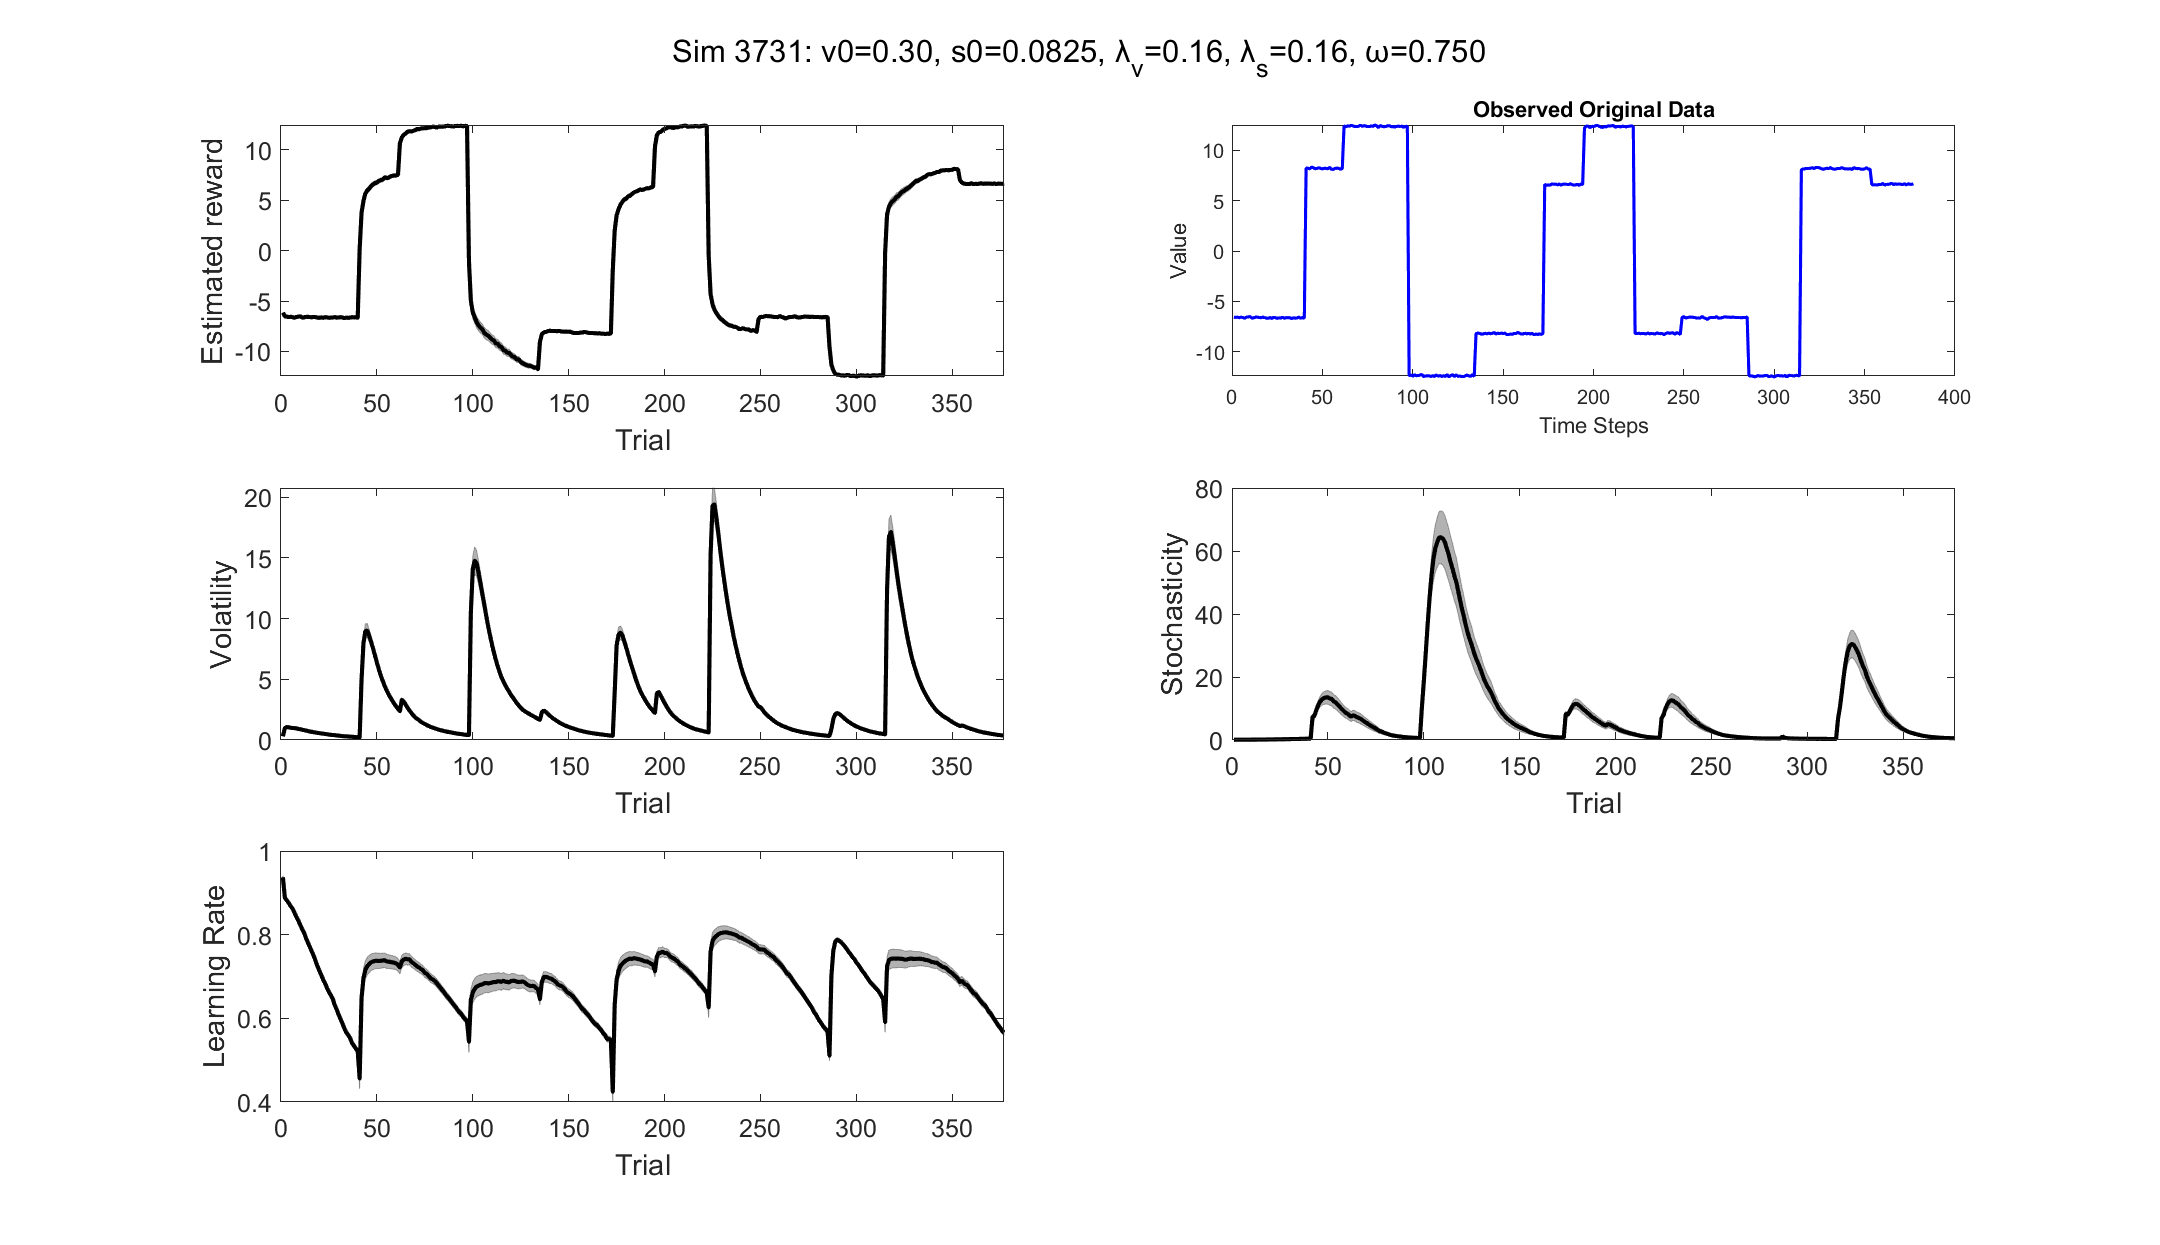 Sim 3731: v0=0.30, s0=0.0825, λv=0.16, λs=0.16, ω=0.750
Estimated reward
10
5
0
-5
-10
0 50 100 150 200 250 300 350
Trial
Observed Original Data
Value
10
5
0
-5
-10
0 50 100 150 200 250 300 350 400
Time Steps
Volatility
20
15
10
5
0
0 50 100 150 200 250 300 350
Trial
Stochasticity
80
60
40
20
0
0 50 100 150 200 250 300 350
Trial
Learning Rate
1
0.8
0.6
0.4
0 50 100 150 200 250 300 350
Trial